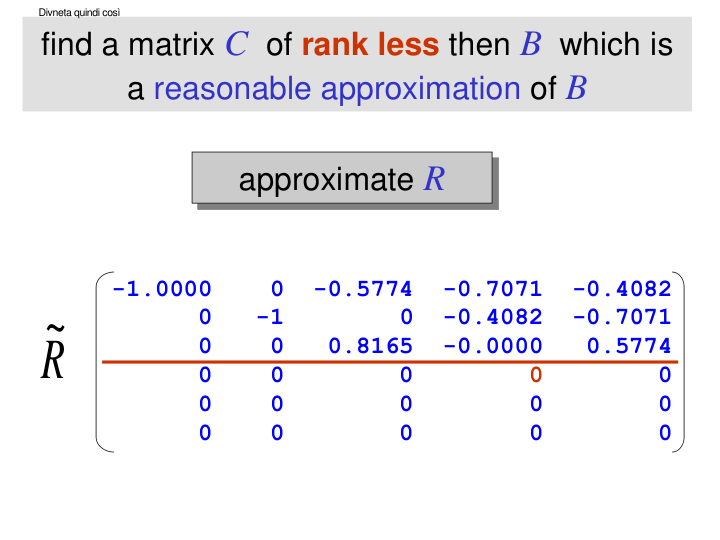 Divneta quindi così
find a matrix C of rank less then B which is
a reasonable approximation of B
approximate R
R̃
-1.0000 0 -0.5774 -0.7071 -0.4082
0 -1 0 -0.4082 -0.7071
0 0 0.8165 -0.0000 0.5774
0 0 0 0 0
0 0 0 0 0
0 0 0 0 0